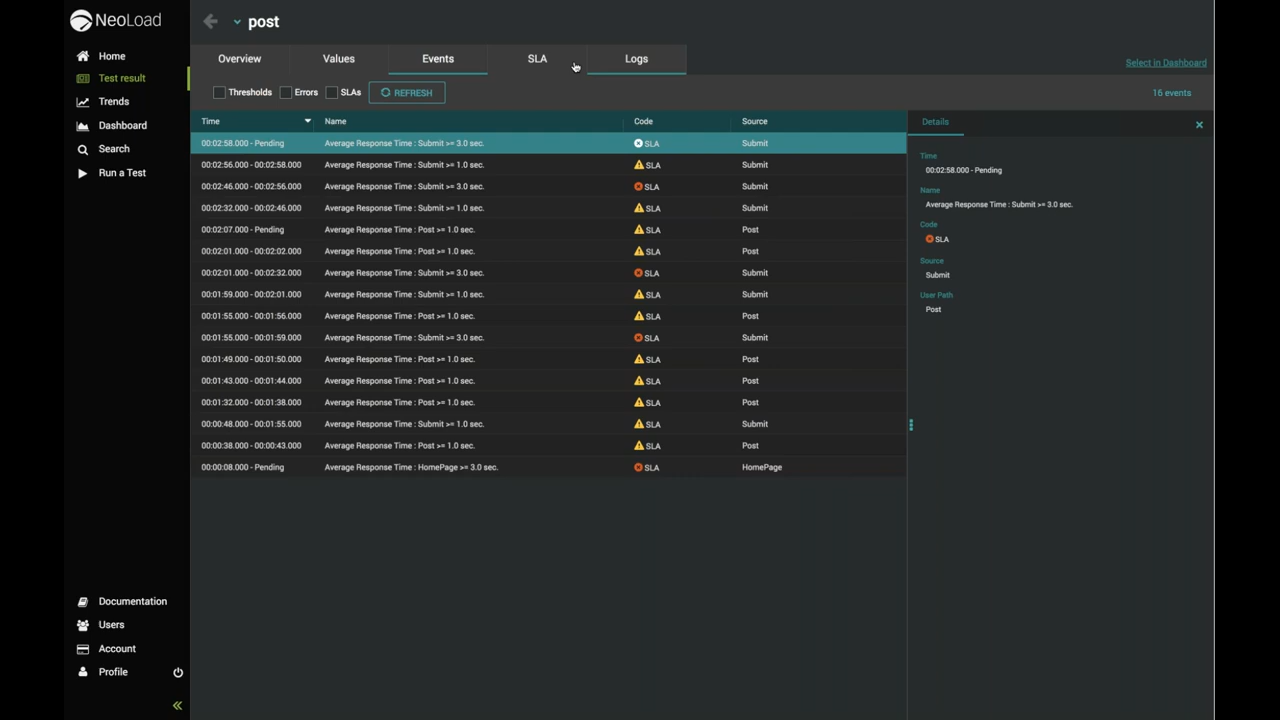 NEOLOAD
post
Home
Test result
Trends
Dashboard
Search
Run a Test
Overview Values Events SLA Logs
Select in Dashboard
Thresholds Errors SLAs REFRESH
16 events
Time Name Code Source
00:02:58.000 - Pending Average Response Time : Submit >= 3.0 sec. SLA Submit
00:02:56.000 - 00:02:58.000 Average Response Time : Submit >= 1.0 sec. SLA Submit
00:02:46.000 - 00:02:56.000 Average Response Time : Submit >= 3.0 sec. SLA Submit
00:02:32.000 - 00:02:46.000 Average Response Time : Submit >= 1.0 sec. SLA Submit
00:02:07.000 - Pending Average Response Time : Post >= 1.0 sec. SLA Post
00:02:01.000 - 00:02:02.000 Average Response Time : Post >= 1.0 sec. SLA Post
00:02:01.000 - 00:02:32.000 Average Response Time : Submit >= 3.0 sec. SLA Submit
00:01:59.000 - 00:02:01.000 Average Response Time : Submit >= 1.0 sec. SLA Submit
00:01:55.000 - 00:01:56.000 Average Response Time : Post >= 1.0 sec. SLA Post
00:01:55.000 - 00:01:59.000 Average Response Time : Submit >= 3.0 sec. SLA Submit
00:01:49.000 - 00:01:50.000 Average Response Time : Post >= 1.0 sec. SLA Post
00:01:43.000 - 00:01:44.000 Average Response Time : Post >= 1.0 sec. SLA Post
00:01:32.000 - 00:01:38.000 Average Response Time : Post >= 1.0 sec. SLA Post
00:00:48.000 - 00:01:55.000 Average Response Time : Submit >= 1.0 sec. SLA Submit
00:00:38.000 - 00:00:43.000 Average Response Time : Post >= 1.0 sec. SLA Post
00:00:08.000 - Pending Average Response Time : HomePage >= 3.0 sec. SLA HomePage
Details
Time
00:02:58.000 - Pending
Name
Average Response Time : Submit >= 3.0 sec.
Code
SLA
Source
Submit
User Path
Post
Documentation
Users
Account
Profile